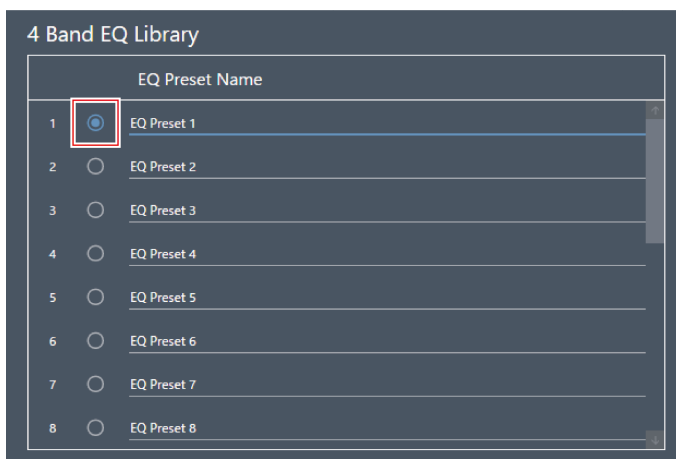 4 Band EQ Library
EQ Preset Name
1 EQ Preset 1
2 EQ Preset 2
3 EQ Preset 3
4 EQ Preset 4
5 EQ Preset 5
6 EQ Preset 6
7 EQ Preset 7
8 EQ Preset 8